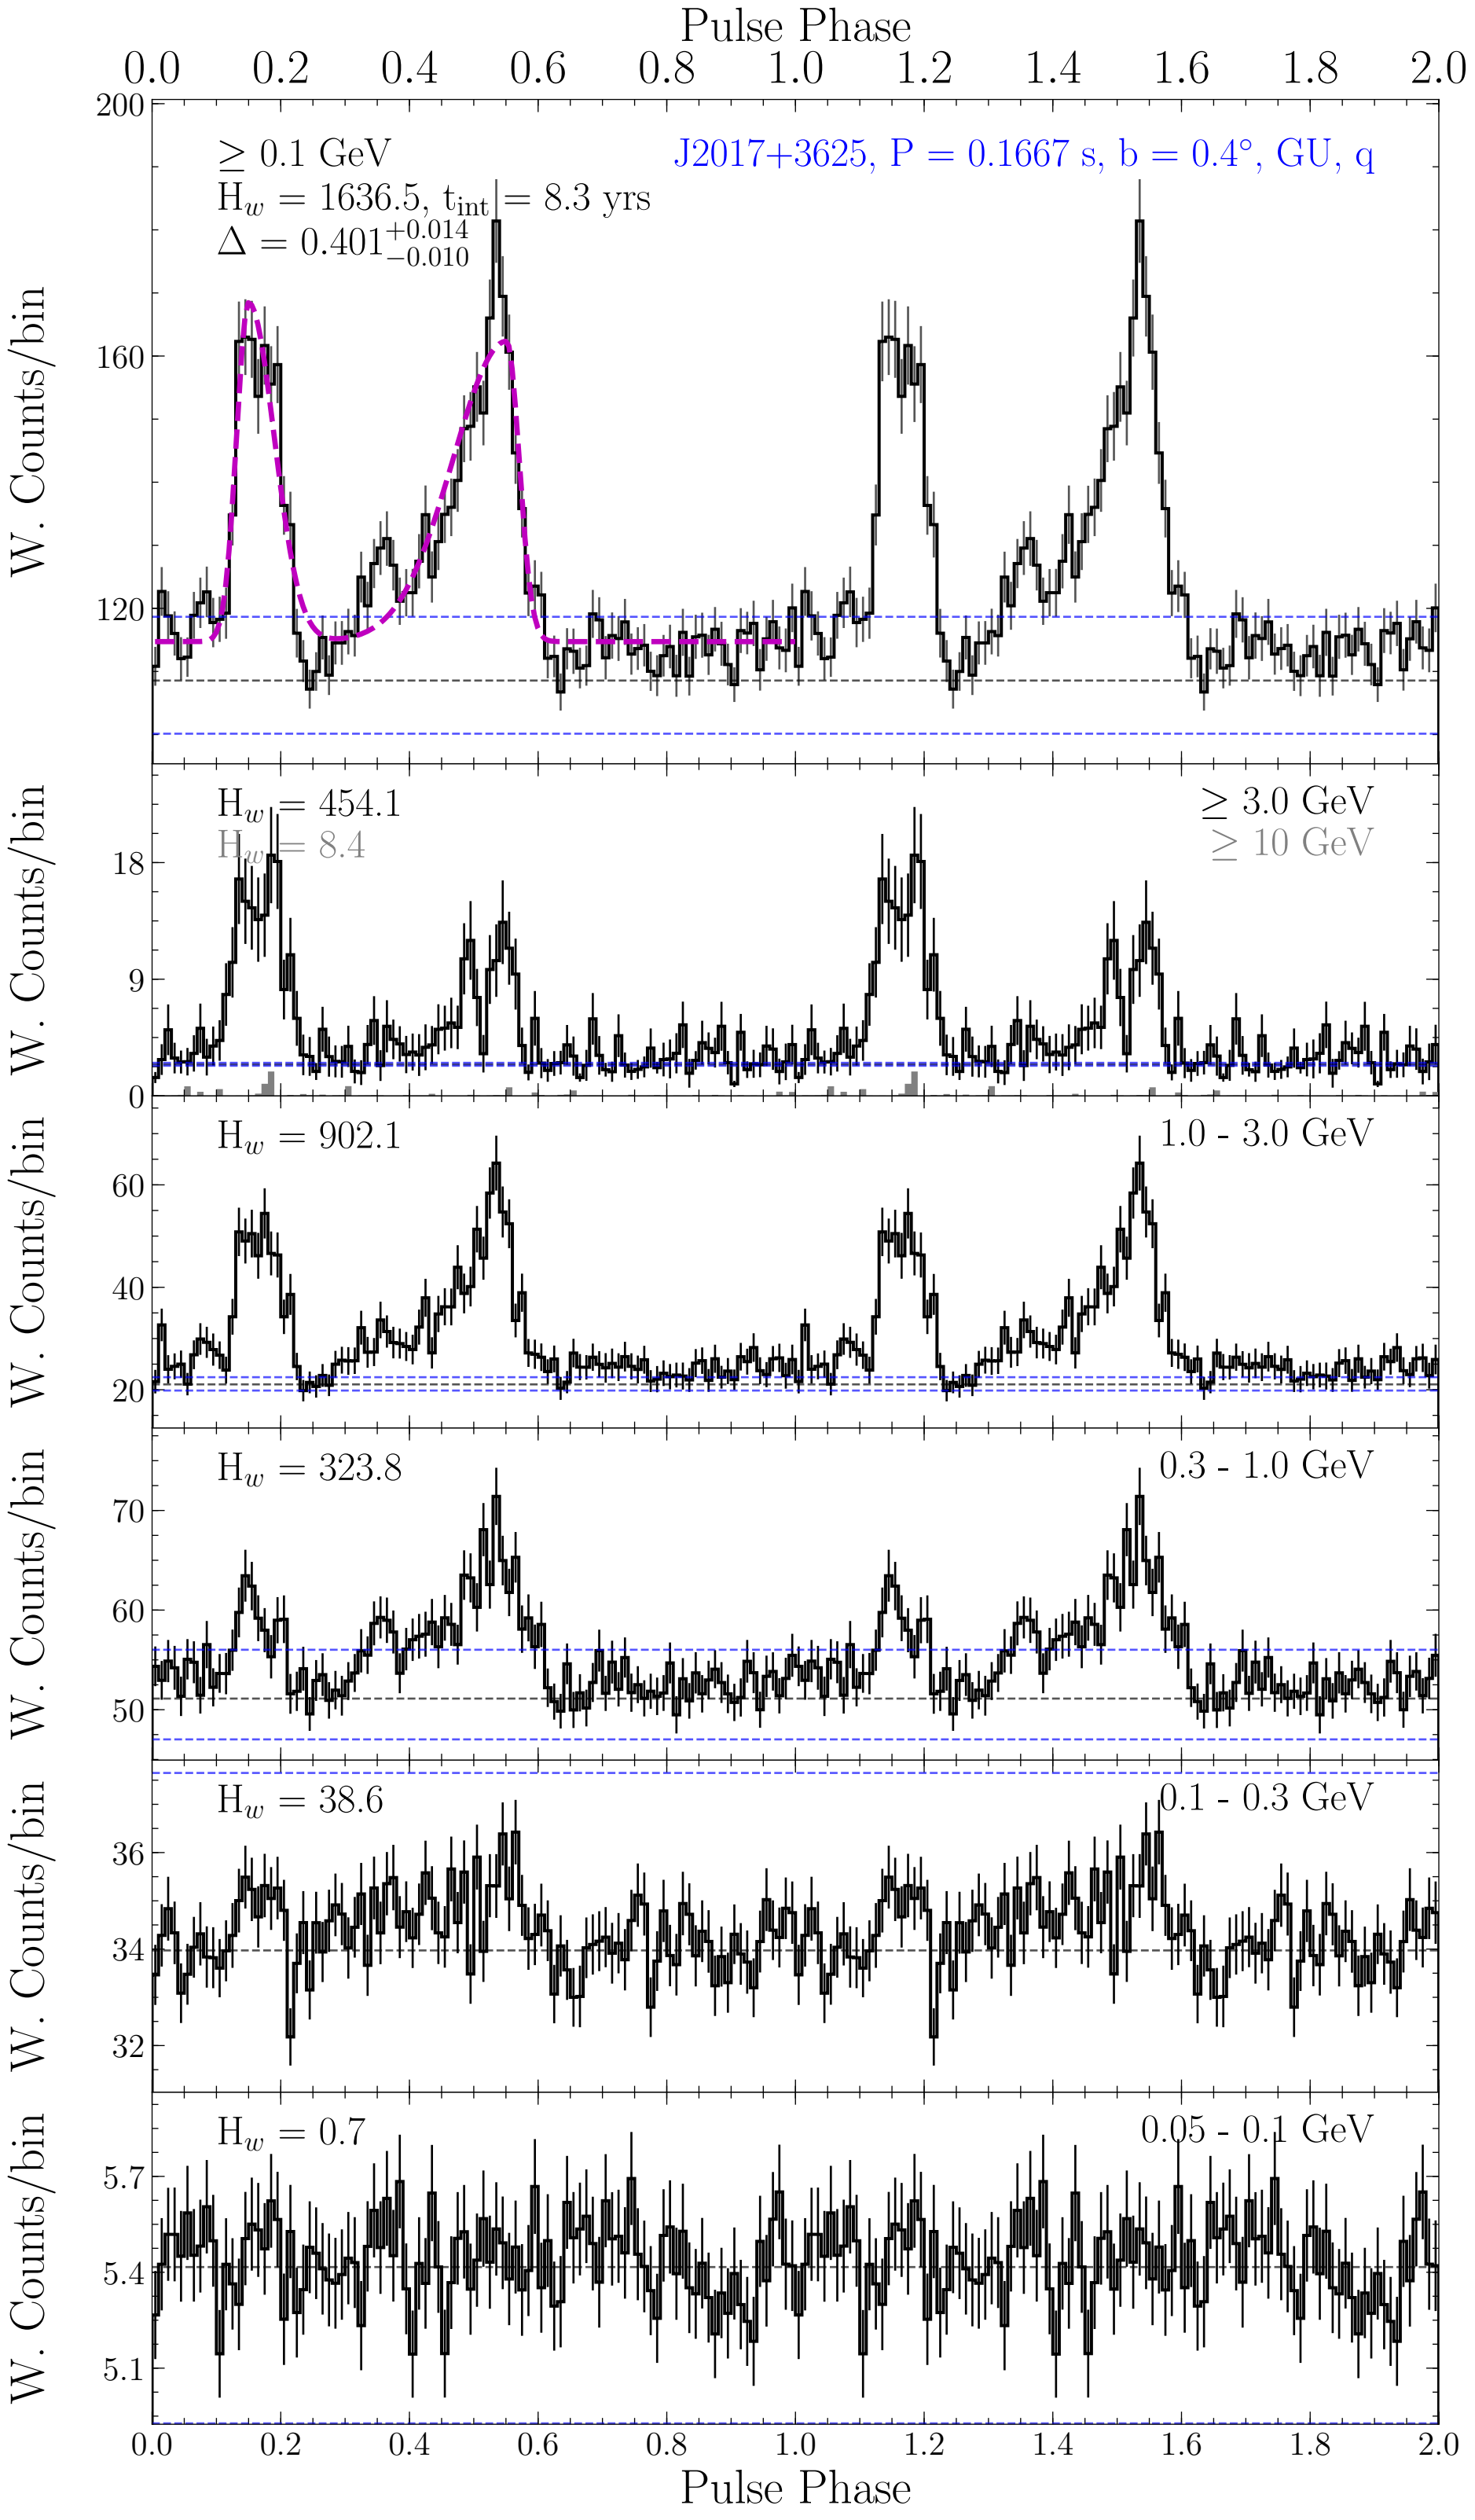 Pulse Phase
0.0 0.2 0.4 0.6 0.8 1.0 1.2 1.4 1.6 1.8 2.0
200
≥ 0.1 GeV
J2017+3625, P = 0.1667 s, b = 0.4°, GU, q
H_w = 1636.5, t_int = 8.3 yrs
Δ = 0.401 +0.014 −0.010
160
120
W. Counts/bin
H_w = 454.1
≥ 3.0 GeV
H_w = 8.4
≥ 10 GeV
18
9
0
W. Counts/bin
H_w = 902.1
1.0 - 3.0 GeV
60
40
20
W. Counts/bin
H_w = 323.8
0.3 - 1.0 GeV
70
60
50
W. Counts/bin
H_w = 38.6
0.1 - 0.3 GeV
36
34
32
W. Counts/bin
H_w = 0.7
0.05 - 0.1 GeV
5.7
5.4
5.1
W. Counts/bin
0.0 0.2 0.4 0.6 0.8 1.0 1.2 1.4 1.6 1.8 2.0
Pulse Phase